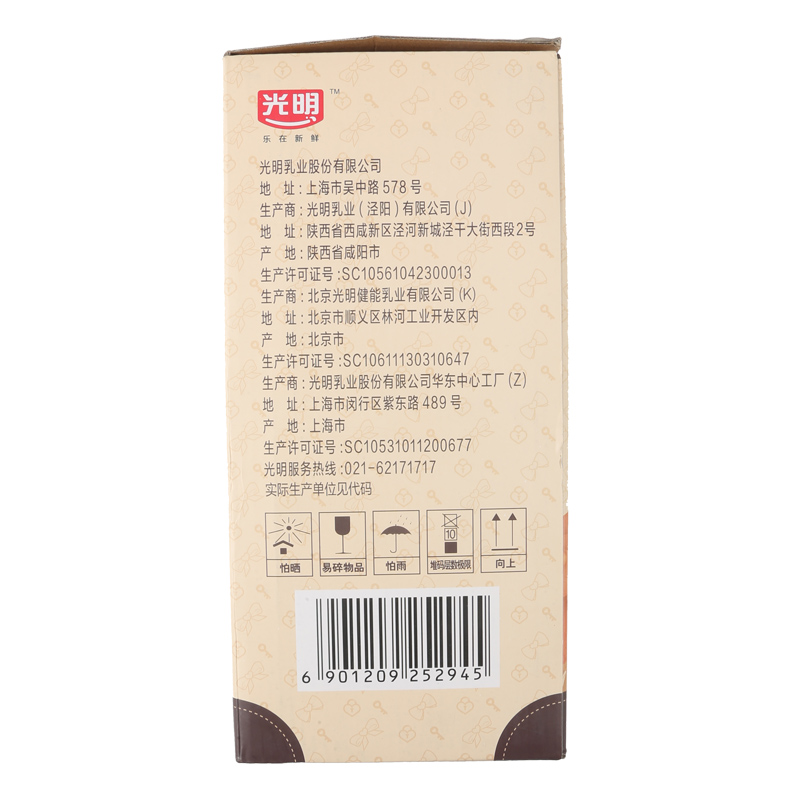 光明 TM
乐在新鲜
光明乳业股份有限公司
地 址：上海市吴中路578号
生产商：光明乳业(泾阳)有限公司(J)
地 址：陕西省西咸新区泾河新城泾干大街西段2号
产 地：陕西省咸阳市
生产许可证号：SC10561042300013
生产商：北京光明健能乳业有限公司(K)
地 址：北京市顺义区林河工业开发区内
产 地：北京市
生产许可证号：SC10611130310647
生产商：光明乳业股份有限公司华东中心工厂(Z)
地 址：上海市闵行区紫东路489号
产 地：上海市
生产许可证号：SC10531011200677
光明服务热线：021-62171717
实际生产单位见代码
10
怕晒 易碎物品 怕雨 堆码层数极限 向上
6 901209 252945